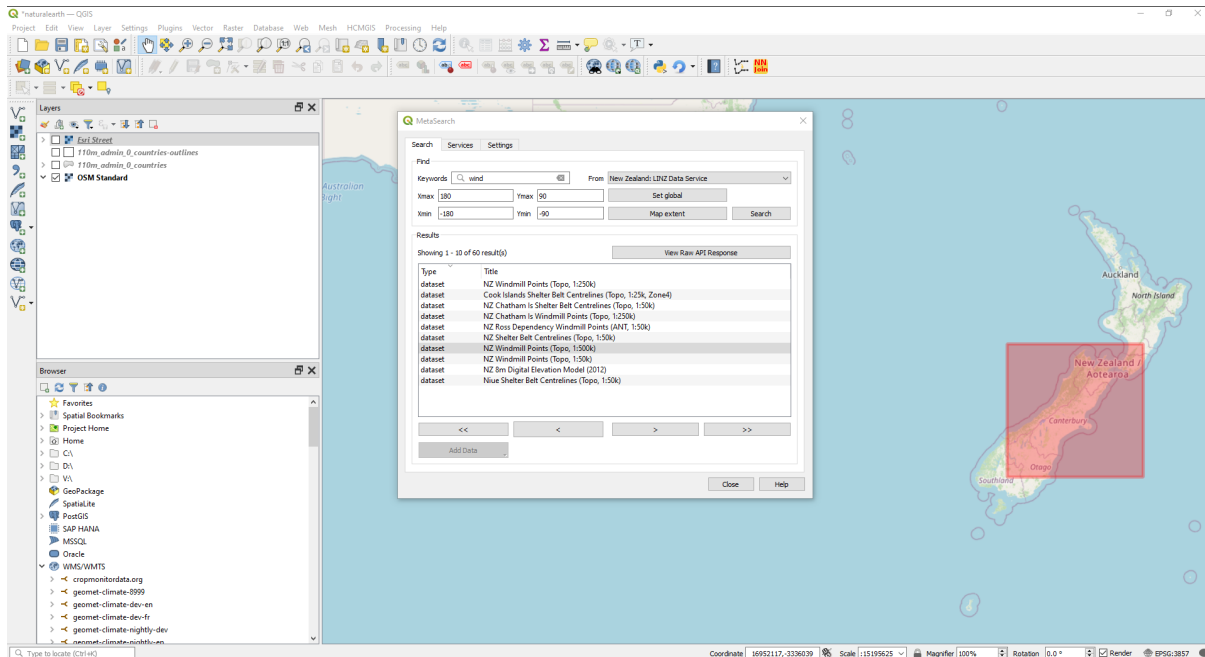 *naturalearth — QGIS
Project Edit View Layer Settings Plugins Vector Raster Database Web Mesh HCMGIS Processing Help
NN
join
Layers
Esri Street
110m_admin_0_countries-outlines
110m_admin_0_countries
OSM Standard
Browser
Favorites
Spatial Bookmarks
Project Home
Home
C:\
D:\
V:\
GeoPackage
SpatiaLite
PostGIS
SAP HANA
MSSQL
Oracle
WMS/WMTS
cropmonitordata.org
geomet-climate-8999
geomet-climate-dev-en
geomet-climate-dev-fr
geomet-climate-nightly-dev
geomet-climate-nightly-en
MetaSearch
Search Services Settings
Find
Keywords wind From New Zealand: LINZ Data Service
Xmax 180 Ymax 90 Set global
Xmin -180 Ymin -90 Map extent Search
Results
Showing 1 - 10 of 60 result(s) View Raw API Response
Type Title
dataset NZ Windmill Points (Topo, 1:250k)
dataset Cook Islands Shelter Belt Centrelines (Topo, 1:25k, Zone4)
dataset NZ Chatham Is Shelter Belt Centrelines (Topo, 1:50k)
dataset NZ Chatham Is Windmill Points (Topo, 1:250k)
dataset NZ Ross Dependency Windmill Points (ANT, 1:50k)
dataset NZ Shelter Belt Centrelines (Topo, 1:50k)
dataset NZ Windmill Points (Topo, 1:500k)
dataset NZ Windmill Points (Topo, 1:50k)
dataset NZ 8m Digital Elevation Model (2012)
dataset Niue Shelter Belt Centrelines (Topo, 1:50k)
<< < > >>
Add Data
Close Help
Australian
Bight
Auckland
North Island
New Zealand /
Aotearoa
Canterbury
Otago
Southland
Type to locate (Ctrl+K) Coordinate 16952117,-3336039 Scale 1:15195625 Magnifier 100% Rotation 0.0 ° Render EPSG:3857